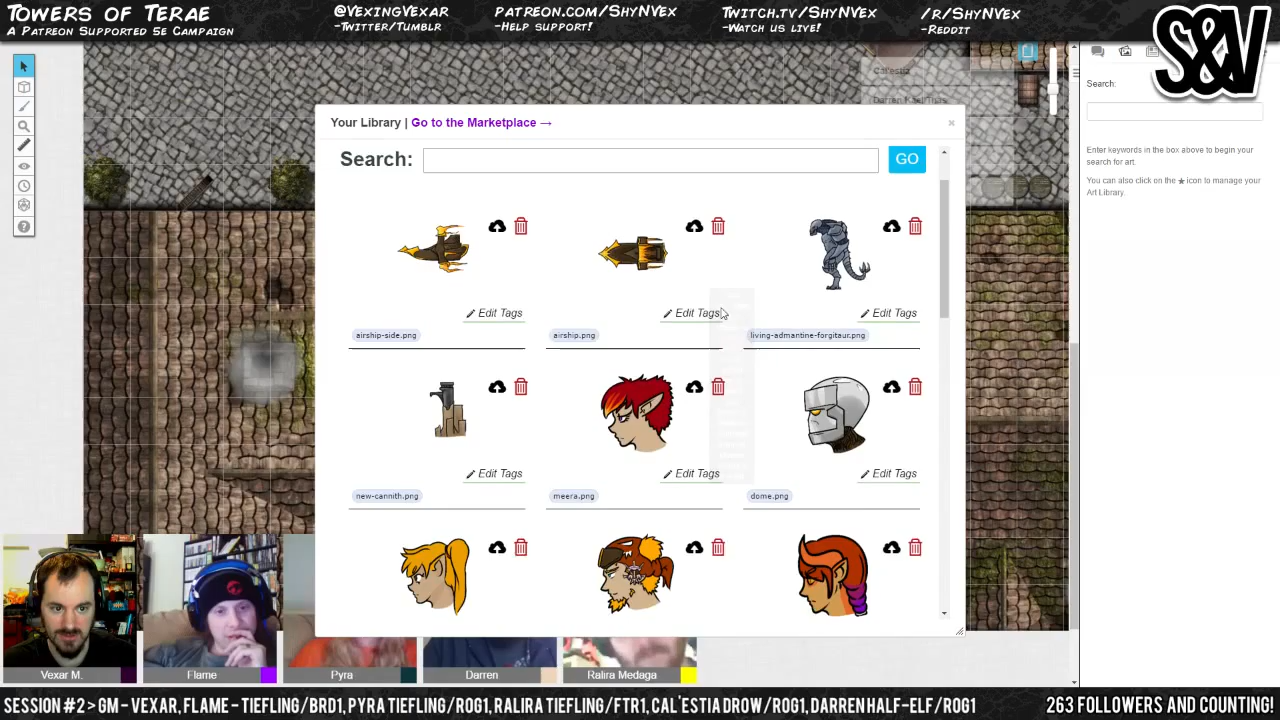 Towers of Terae
A Patreon Supported 5e Campaign
@VexingVexar
-Twitter/Tumblr
patreon.com/ShyNVex
-Help support!
Twitch.tv/ShyNVex
-Watch us live!
/r/ShyNVex
-Reddit
S&V
Cal'estia
Your Library | Go to the Marketplace →
Search:
GO
Edit Tags
Edit Tags
Edit Tags
airship-side.png
airship.png
living-admantine-forgitaur.png
Edit Tags
Edit Tags
Edit Tags
new-cannith.png
meera.png
dome.png
Search:
Enter keywords in the box above to begin your
search for art.
You can also click on the ★ icon to manage your
Art Library.
Vexar M.
Flame
Pyra
Darren
Ralira Medaga
SESSION #2 > GM - VEXAR, FLAME - TIEFLING/BRD1, PYRA TIEFLING/ROG1, RALIRA TIEFLING/FTR1, CAL'ESTIA DROW/ROG1, DARREN HALF-ELF/ROG1
263 FOLLOWERS AND COUNTING!